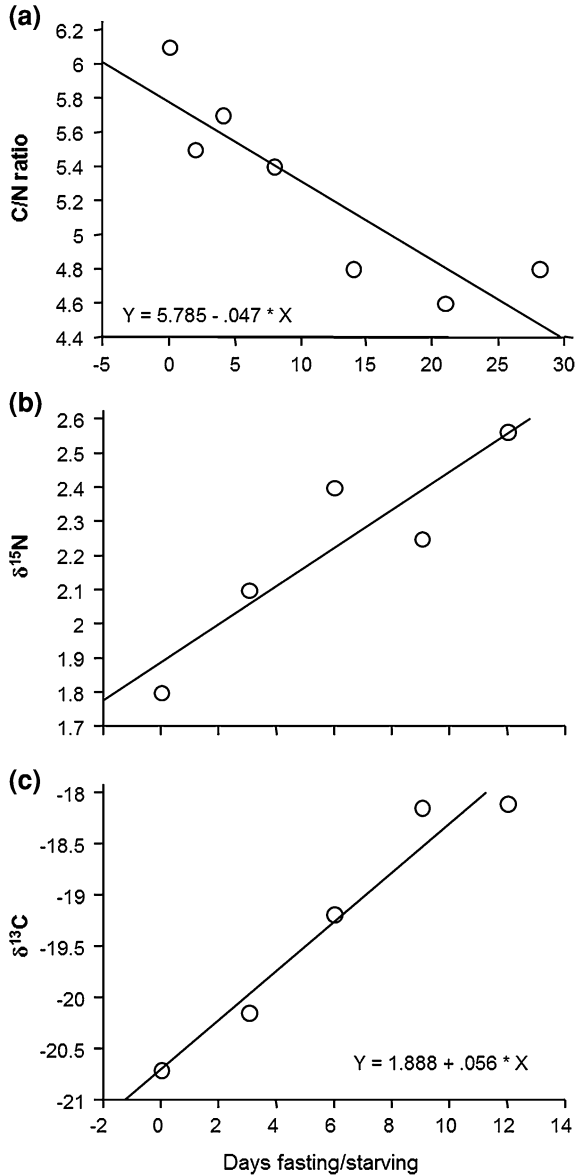 (a)
C/N ratio
6.2
6
5.8
5.6
5.4
5.2
5
4.8
4.6
4.4
Y = 5.785 - .047 * X
-5 0 5 10 15 20 25 30
(b)
δ15N
2.6
2.5
2.4
2.3
2.2
2.1
2
1.9
1.8
1.7
(c)
δ13C
-18
-18.5
-19
-19.5
-20
-20.5
-21
Y = 1.888 + .056 * X
-2 0 2 4 6 8 10 12 14
Days fasting/starving